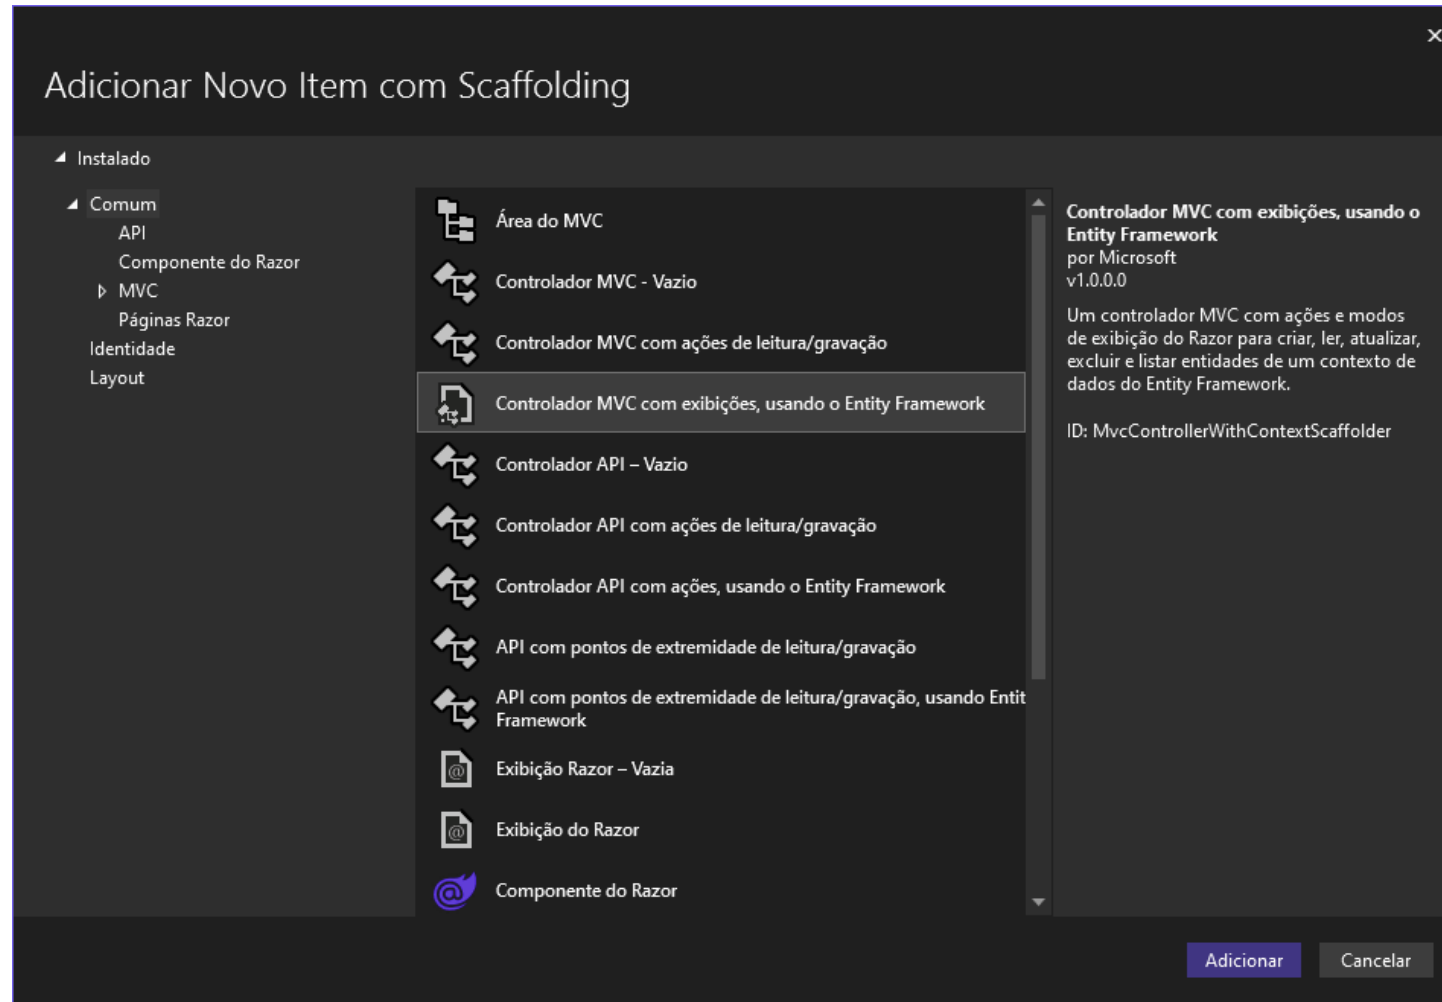 Adicionar Novo Item com Scaffolding
Instalado
Comum
API
Componente do Razor
MVC
Páginas Razor
Identidade
Layout
Área do MVC
Controlador MVC - Vazio
Controlador MVC com ações de leitura/gravação
Controlador MVC com exibições, usando o Entity Framework
Controlador API – Vazio
Controlador API com ações de leitura/gravação
Controlador API com ações, usando o Entity Framework
API com pontos de extremidade de leitura/gravação
API com pontos de extremidade de leitura/gravação, usando Entit
Framework
Exibição Razor – Vazia
Exibição do Razor
Componente do Razor
Controlador MVC com exibições, usando o
Entity Framework
por Microsoft
v1.0.0.0
Um controlador MVC com ações e modos
de exibição do Razor para criar, ler, atualizar,
excluir e listar entidades de um contexto de
dados do Entity Framework.
ID: MvcControllerWithContextScaffolder
Adicionar
Cancelar